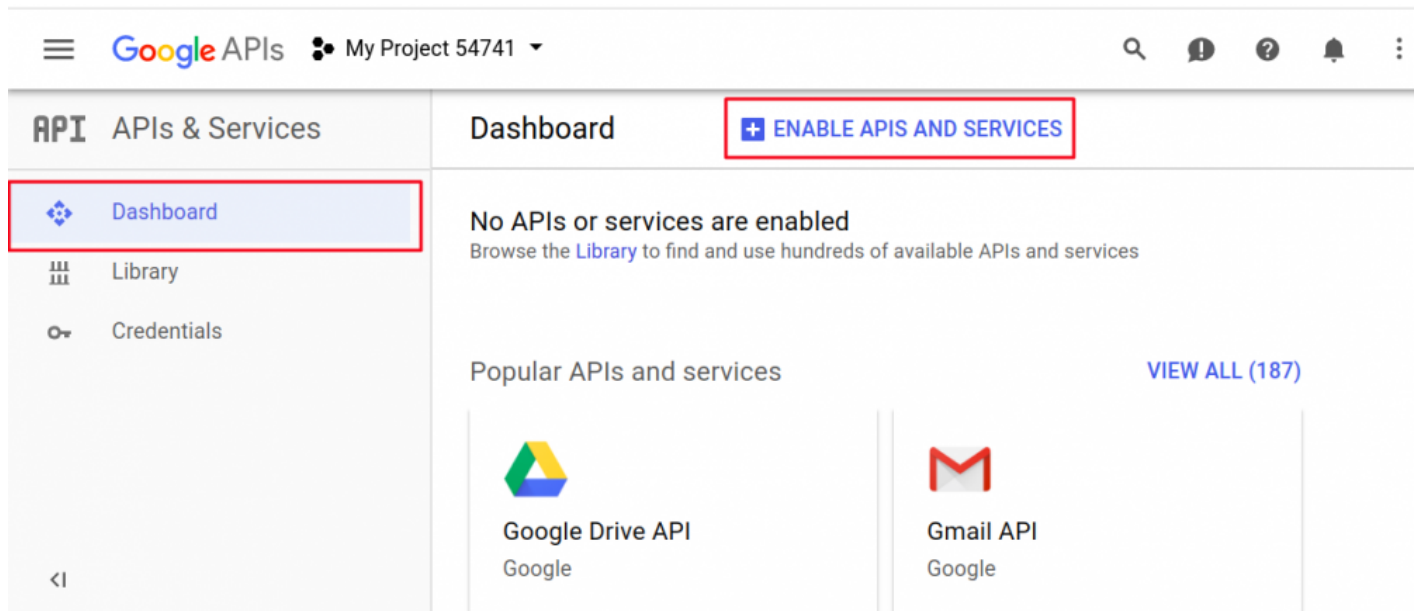 Google APIs My Project 54741
API APIs & Services
Dashboard
ENABLE APIS AND SERVICES
Dashboard
Library
Credentials
No APIs or services are enabled
Browse the Library to find and use hundreds of available APIs and services
Popular APIs and services
VIEW ALL (187)
Google Drive API
Google
Gmail API
Google